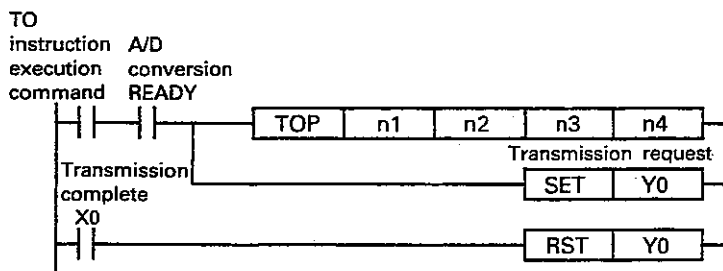 TO
instruction A/D
execution conversion
command READY
TOP n1 n2 n3 n4
Transmission request
Transmission
complete
SET Y0
X0
RST Y0